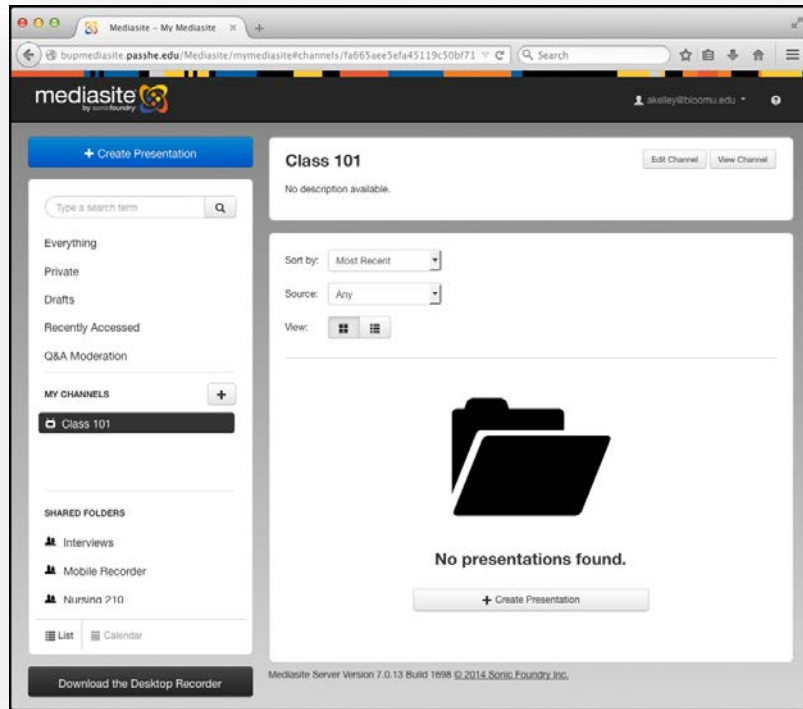 Mediasite - My Mediasite
bupmediasite.passhe.edu/Mediasite/mymediasite#channels/fa665aee5efa45119c50bf71
Search
mediasite
by sonicfoundry
akelley@bloomu.edu
+ Create Presentation
Class 101
Edit Channel
View Channel
No description available.
Type a search term
Everything
Private
Drafts
Recently Accessed
Q&A Moderation
MY CHANNELS
+
Class 101
SHARED FOLDERS
Interviews
Mobile Recorder
Nursing 210
List
Calendar
Download the Desktop Recorder
Sort by: Most Recent
Source: Any
View:
No presentations found.
+ Create Presentation
Mediasite Server Version 7.0.13 Build 1698 © 2014 Sonic Foundry Inc.